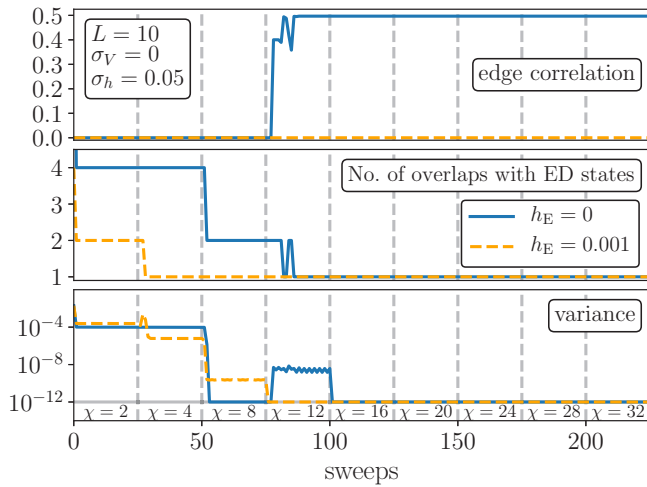 0.5
0.4
0.3
0.2
0.1
0.0
L = 10
σ_V = 0
σ_h = 0.05
edge correlation
4
3
2
1
No. of overlaps with ED states
h_E = 0
h_E = 0.001
10^−4
10^−8
10^−12
variance
χ = 2 χ = 4 χ = 8 χ = 12 χ = 16 χ = 20 χ = 24 χ = 28 χ = 32
0 50 100 150 200
sweeps